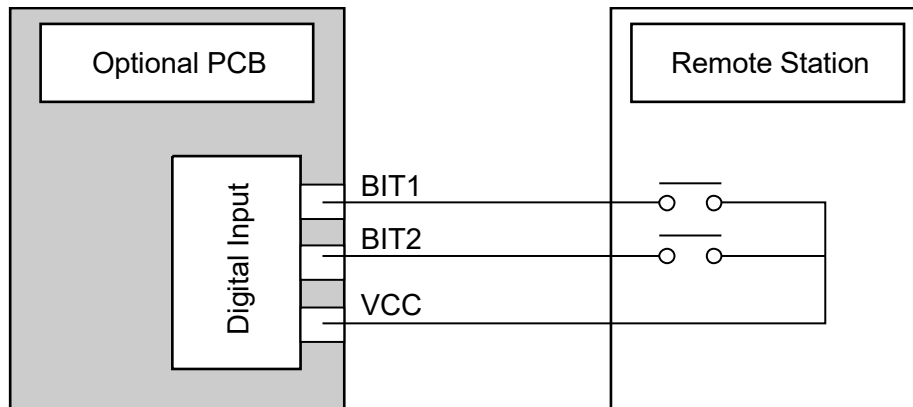 Optional PCB
Remote Station
Digital Input
BIT1
BIT2
VCC